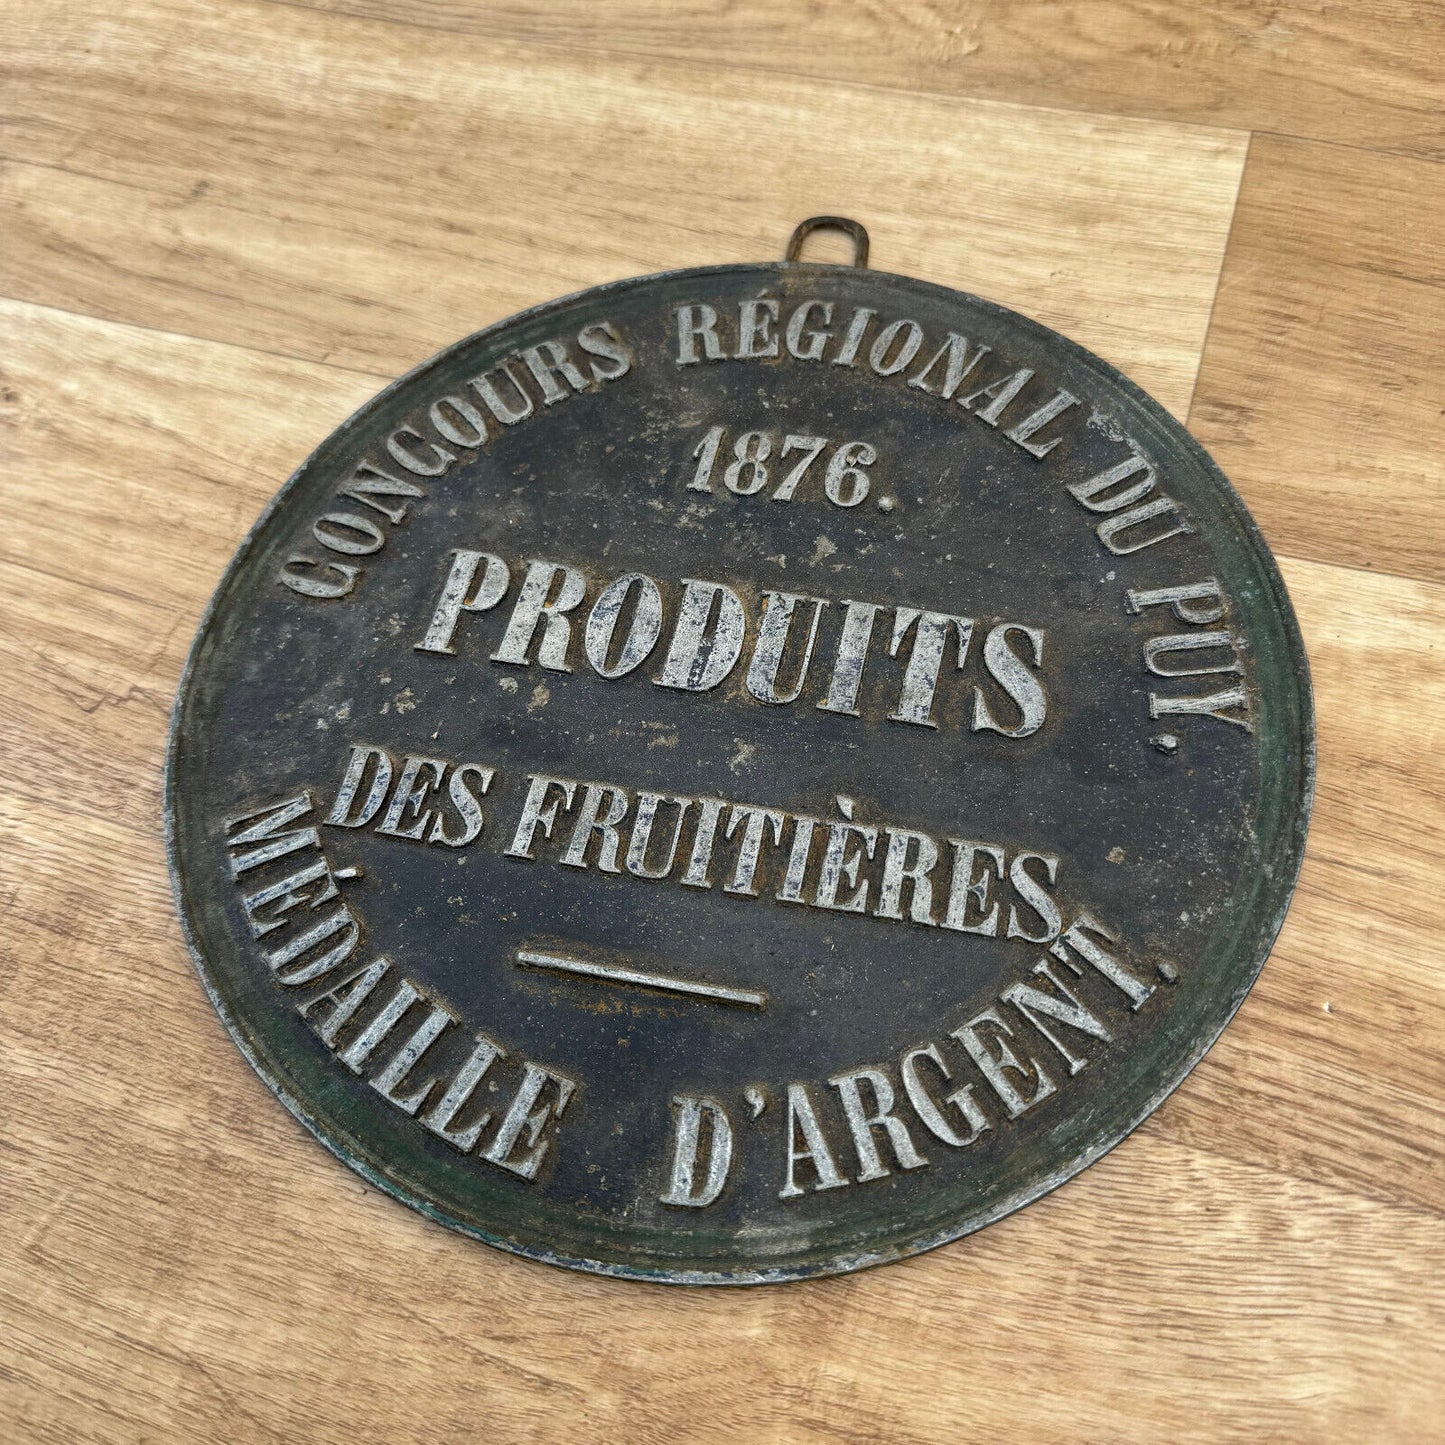 CONCOURS RÉGIONAL DU PUY.
1876.
PRODUITS
DES FRUITIÈRES
MÉDAILLE D'ARGENT.